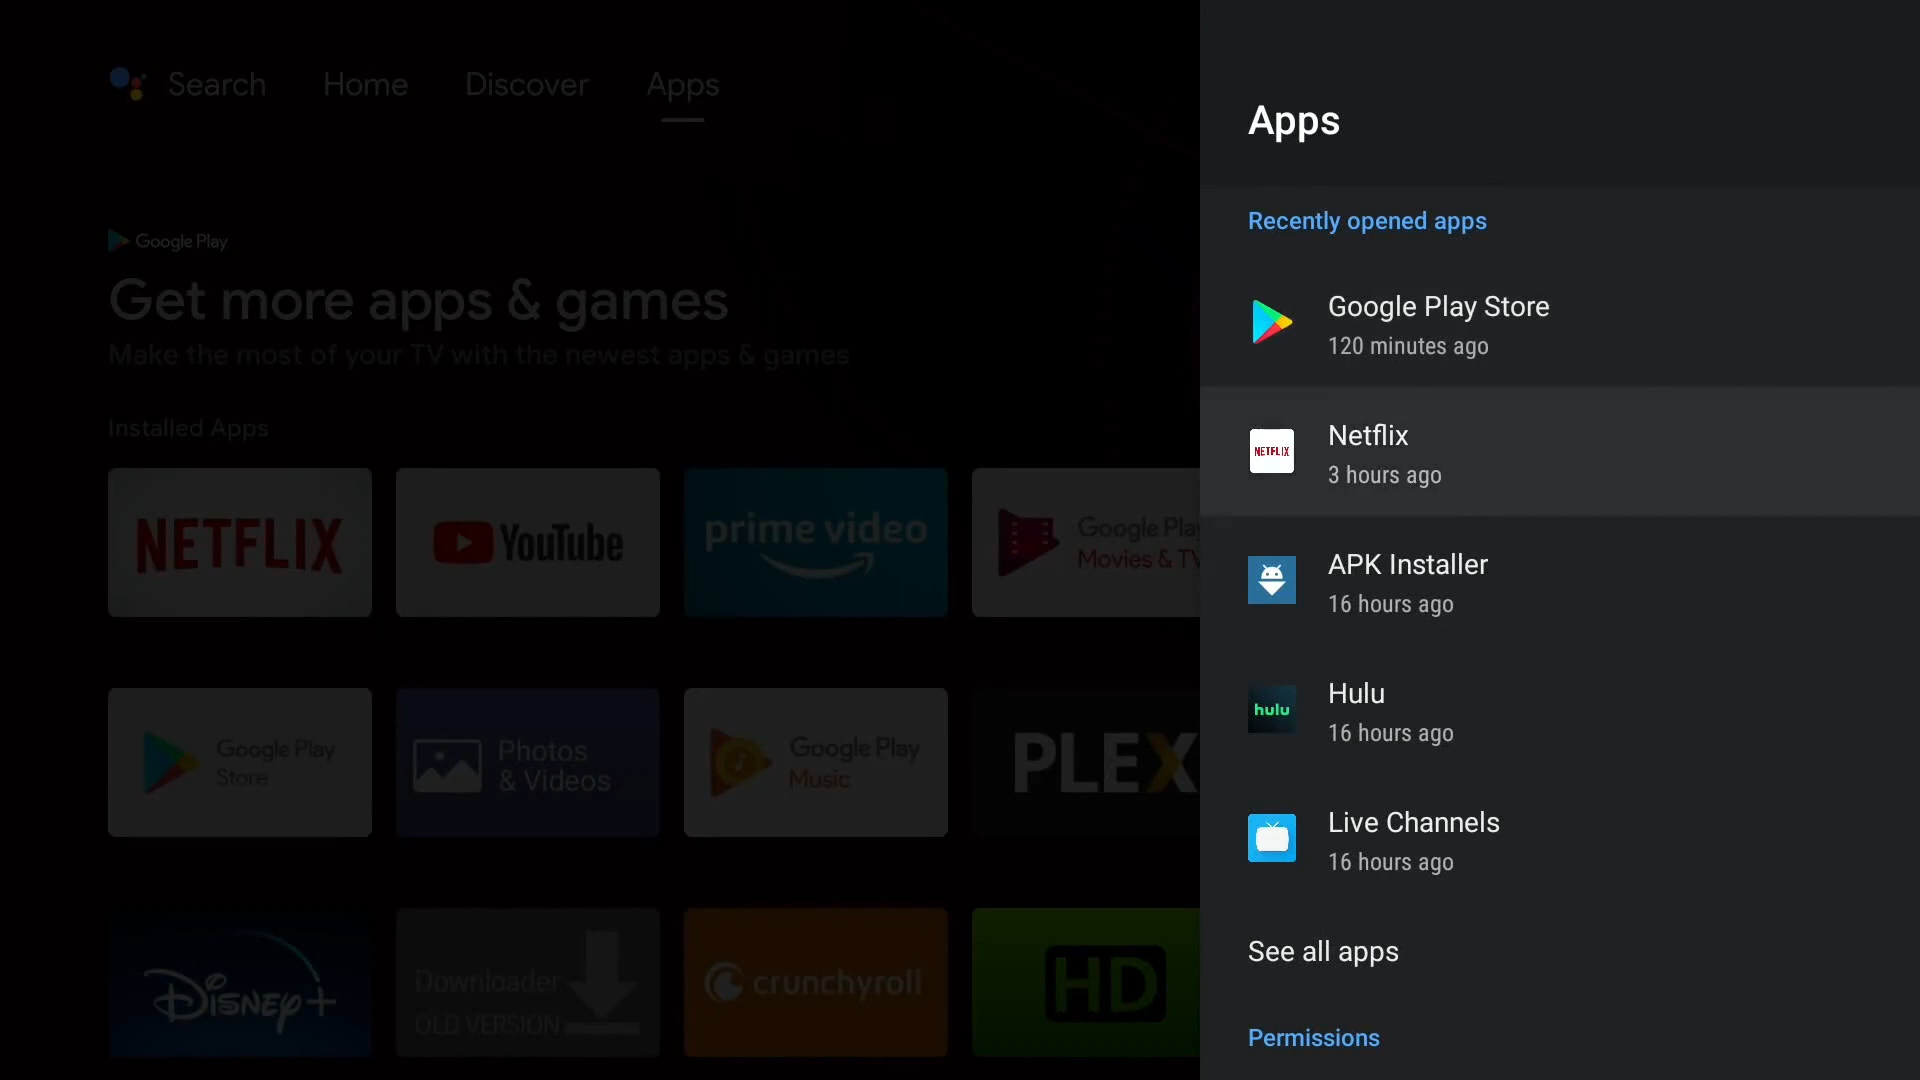 Search Home Discover Apps
Google Play
Get more apps & games
Make the most of your TV with the newest apps & games
Installed Apps
NETFLIX
YouTube
prime video
Google Play
Movies & TV
Google Play
Store
Photos
& Videos
Google Play
Music
PLEX
Disney+
Downloader
OLD VERSION
crunchyroll
HD
Apps
Recently opened apps
Google Play Store
120 minutes ago
NETFLIX
Netflix
3 hours ago
APK Installer
16 hours ago
hulu
Hulu
16 hours ago
Live Channels
16 hours ago
See all apps
Permissions